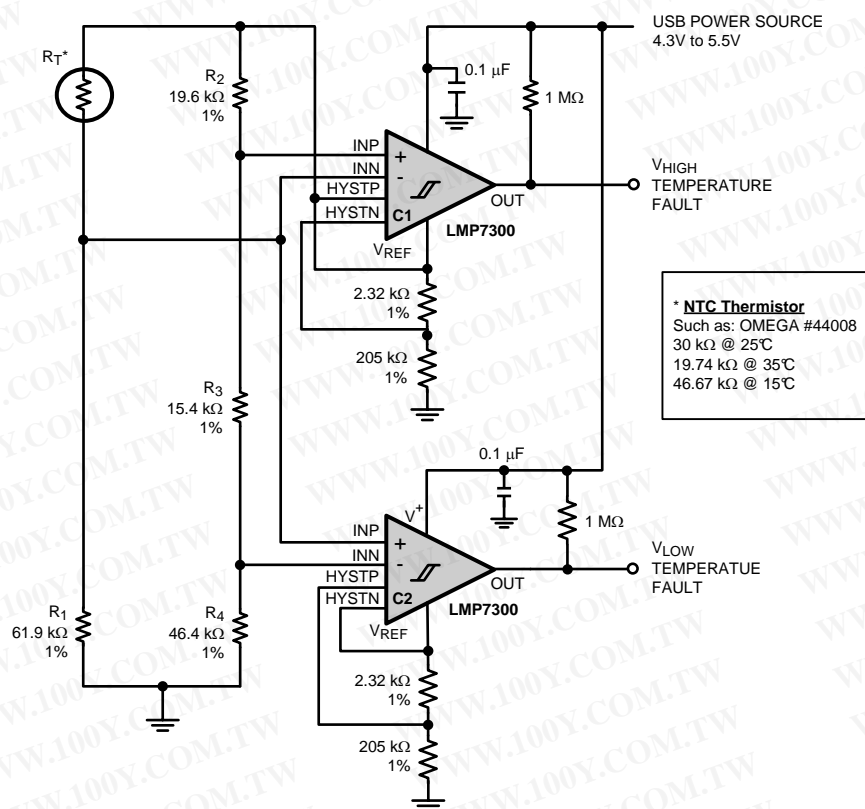 USB POWER SOURCE
4.3V to 5.5V
RT*
R2
19.6 kΩ
1%
0.1 μF
1 MΩ
INP
INN
HYSTP
HYSTN
+
-
C1
OUT
LMP7300
VREF
VHIGH
TEMPERATURE
FAULT
2.32 kΩ
1%
205 kΩ
1%
* NTC Thermistor
Such as: OMEGA #44008
30 kΩ @ 25℃
19.74 kΩ @ 35℃
46.67 kΩ @ 15℃
R3
15.4 kΩ
1%
0.1 μF
V+
1 MΩ
INP
INN
HYSTP
HYSTN
+
-
C2
OUT
LMP7300
VREF
VLOW
TEMPERATUE
FAULT
R1
61.9 kΩ
1%
R4
46.4 kΩ
1%
2.32 kΩ
1%
205 kΩ
1%
WWW.100Y.COM.TW